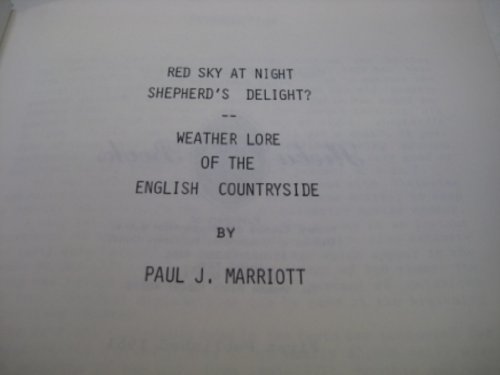 RED SKY AT NIGHT
SHEPHERD'S DELIGHT?
--
WEATHER LORE
OF THE
ENGLISH COUNTRYSIDE
BY
PAUL J. MARRIOTT